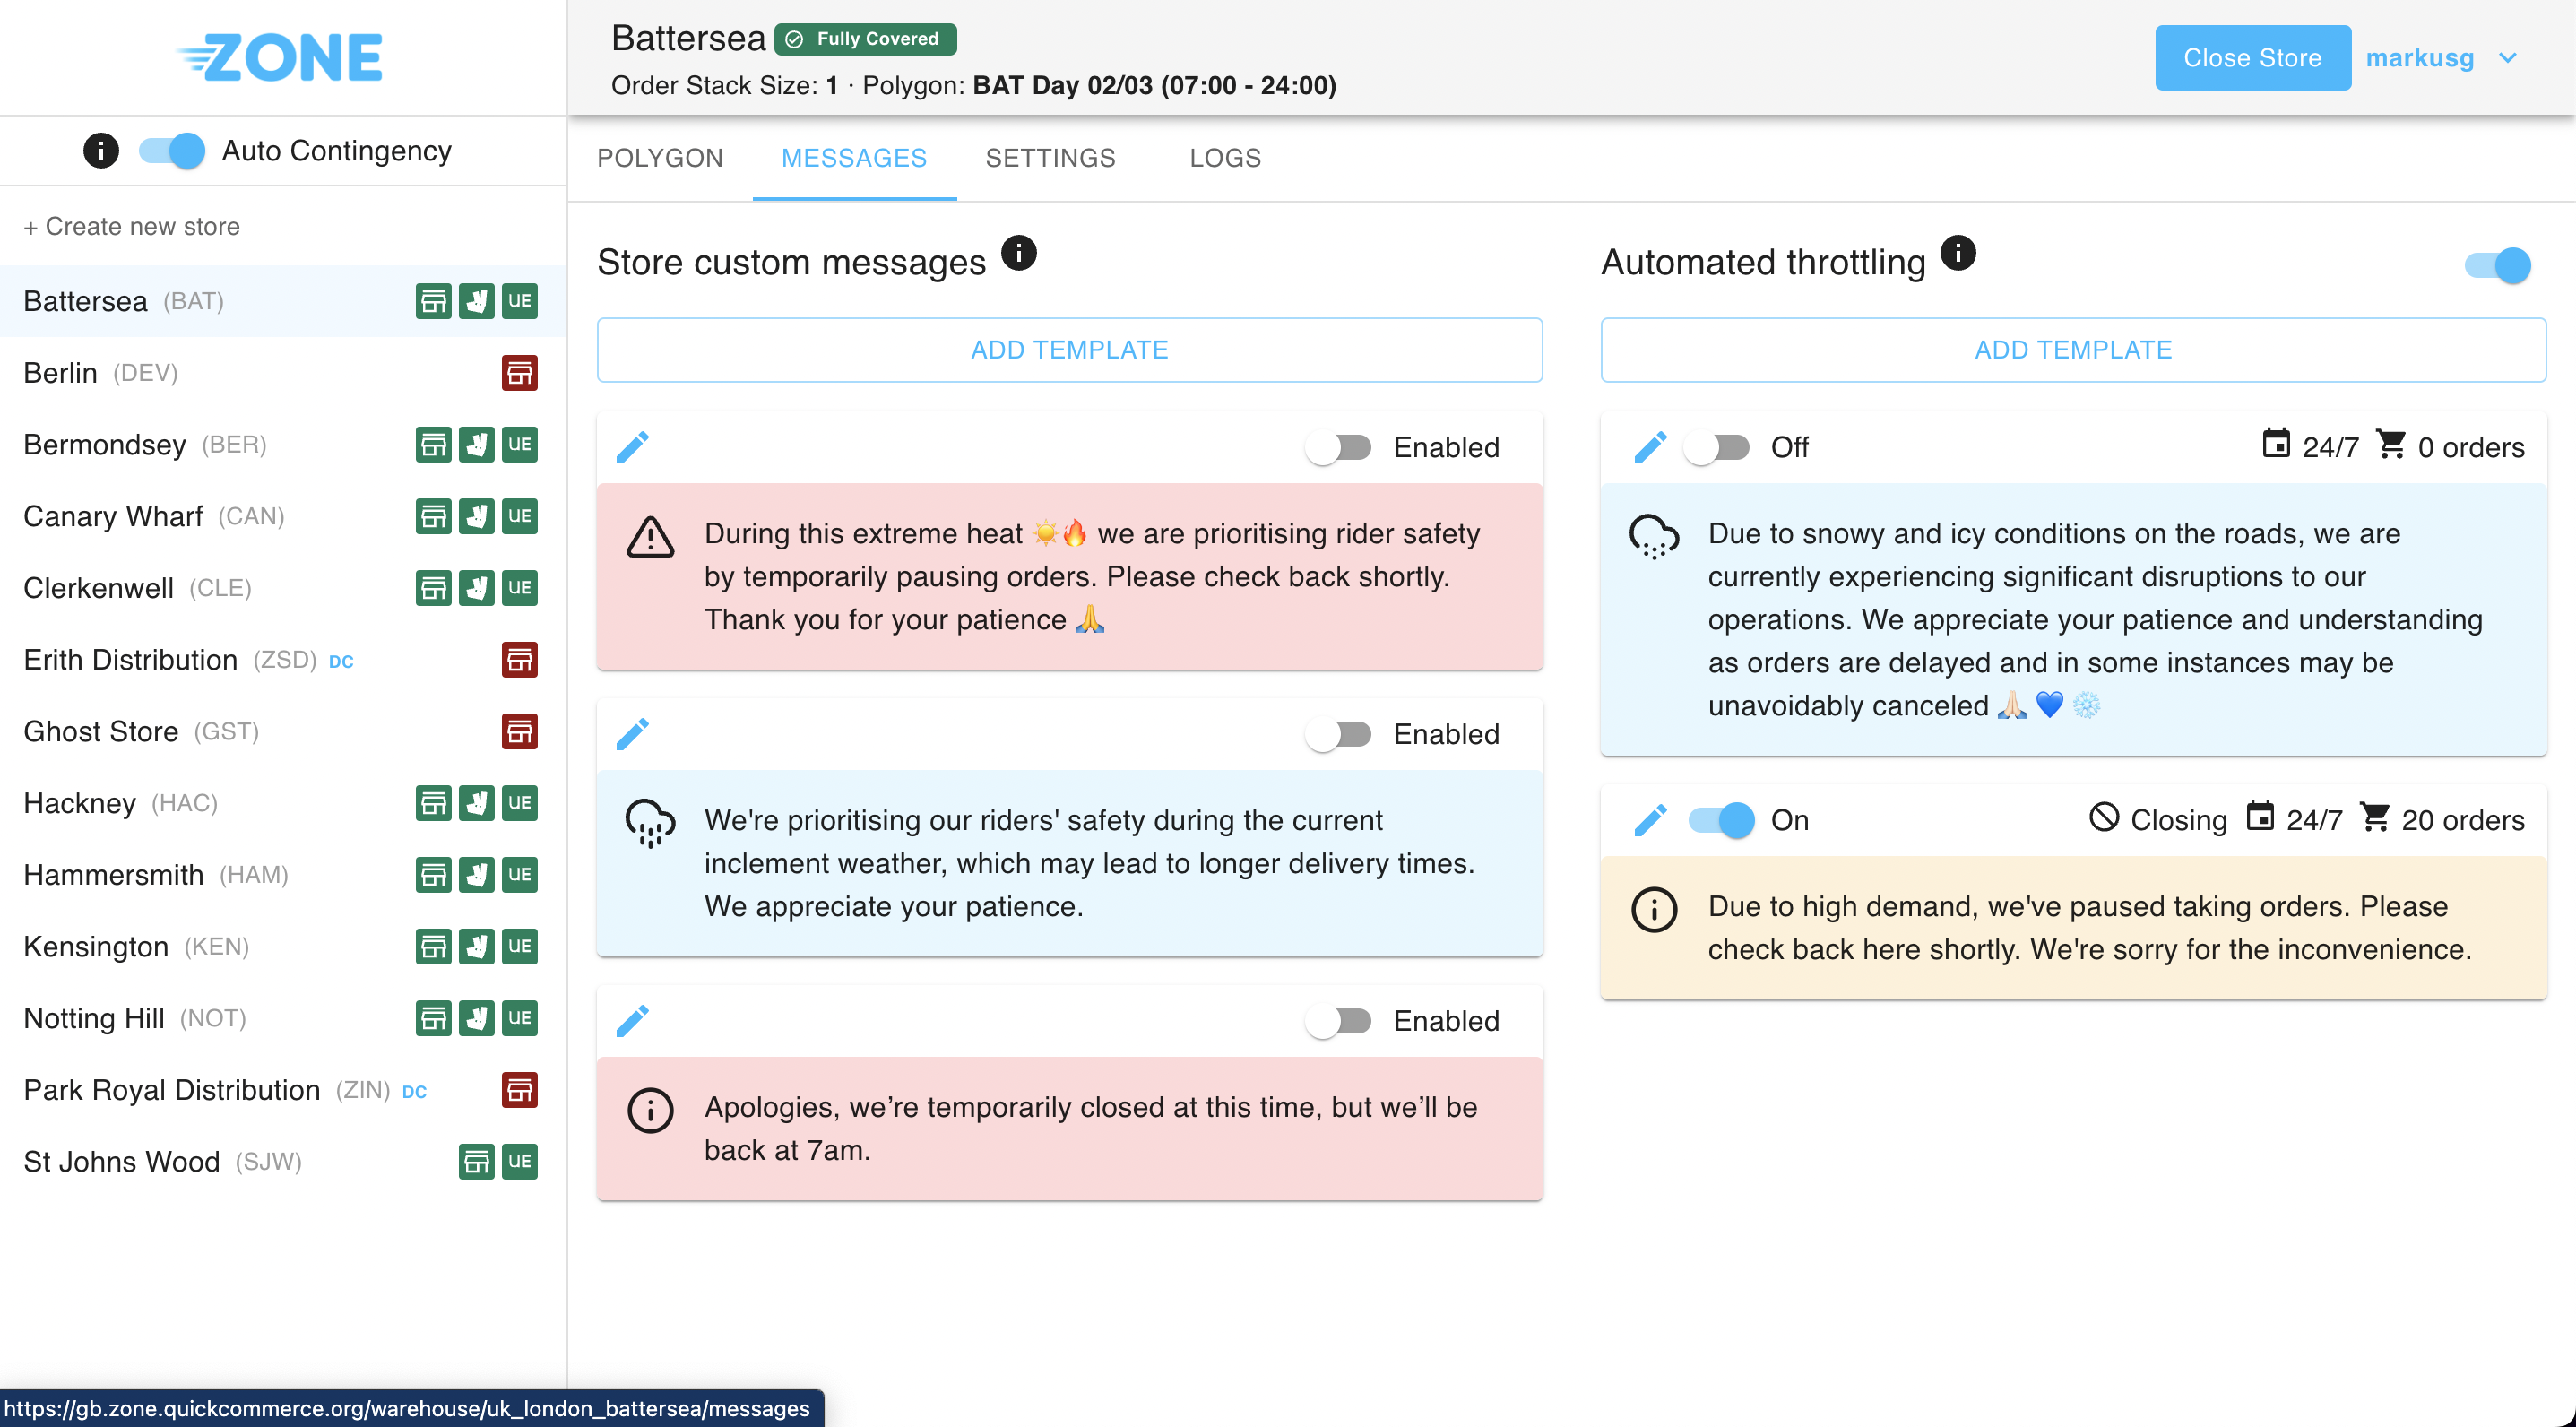 ZONE
Auto Contingency
+ Create new store
Battersea (BAT) UE
Berlin (DEV)
Bermondsey (BER) UE
Canary Wharf (CAN) UE
Clerkenwell (CLE) UE
Erith Distribution (ZSD) DC
Ghost Store (GST)
Hackney (HAC) UE
Hammersmith (HAM) UE
Kensington (KEN) UE
Notting Hill (NOT) UE
Park Royal Distribution (ZIN) DC
St Johns Wood (SJW) UE
https://gb.zone.quickcommerce.org/warehouse/uk_london_battersea/messages
Battersea Fully Covered
Order Stack Size: 1 · Polygon: BAT Day 02/03 (07:00 - 24:00)
Close Store
markusg
POLYGON MESSAGES SETTINGS LOGS
Store custom messages
ADD TEMPLATE
Enabled
During this extreme heat ☀️🔥 we are prioritising rider safety
by temporarily pausing orders. Please check back shortly.
Thank you for your patience 🙏
Enabled
We're prioritising our riders' safety during the current
inclement weather, which may lead to longer delivery times.
We appreciate your patience.
Enabled
Apologies, we’re temporarily closed at this time, but we’ll be
back at 7am.
Automated throttling
ADD TEMPLATE
Off 24/7 0 orders
Due to snowy and icy conditions on the roads, we are
currently experiencing significant disruptions to our
operations. We appreciate your patience and understanding
as orders are delayed and in some instances may be
unavoidably canceled 🙏🏻 💙 ❄️
On Closing 24/7 20 orders
Due to high demand, we've paused taking orders. Please
check back here shortly. We're sorry for the inconvenience.